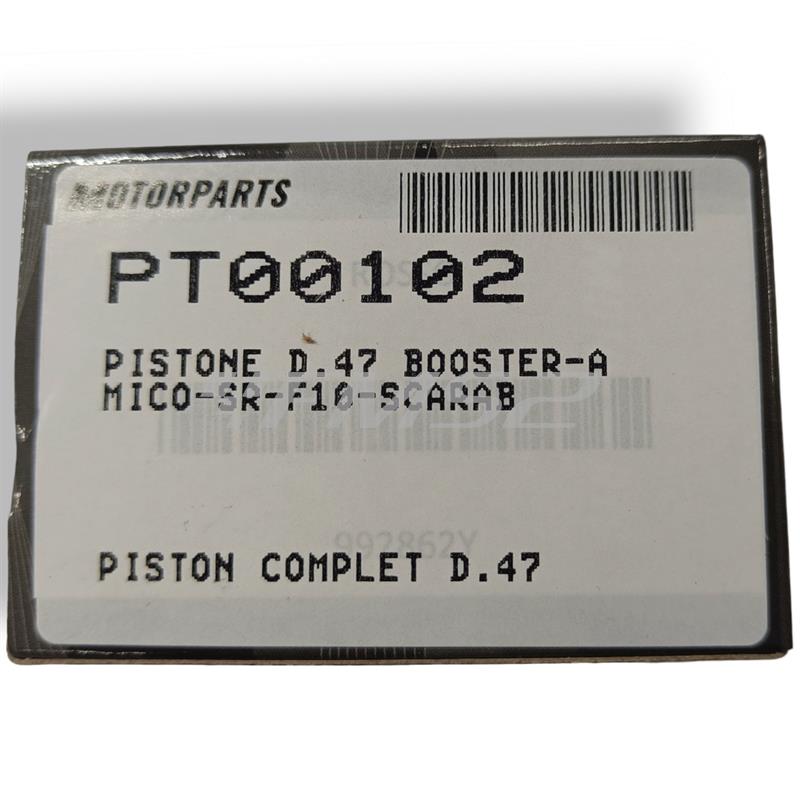 MOTORPARTS
PT00102
PISTONE D.47 BOOSTER-A
MICO-SR-F10-SCARAB
992862Y
PISTON COMPLET D.47